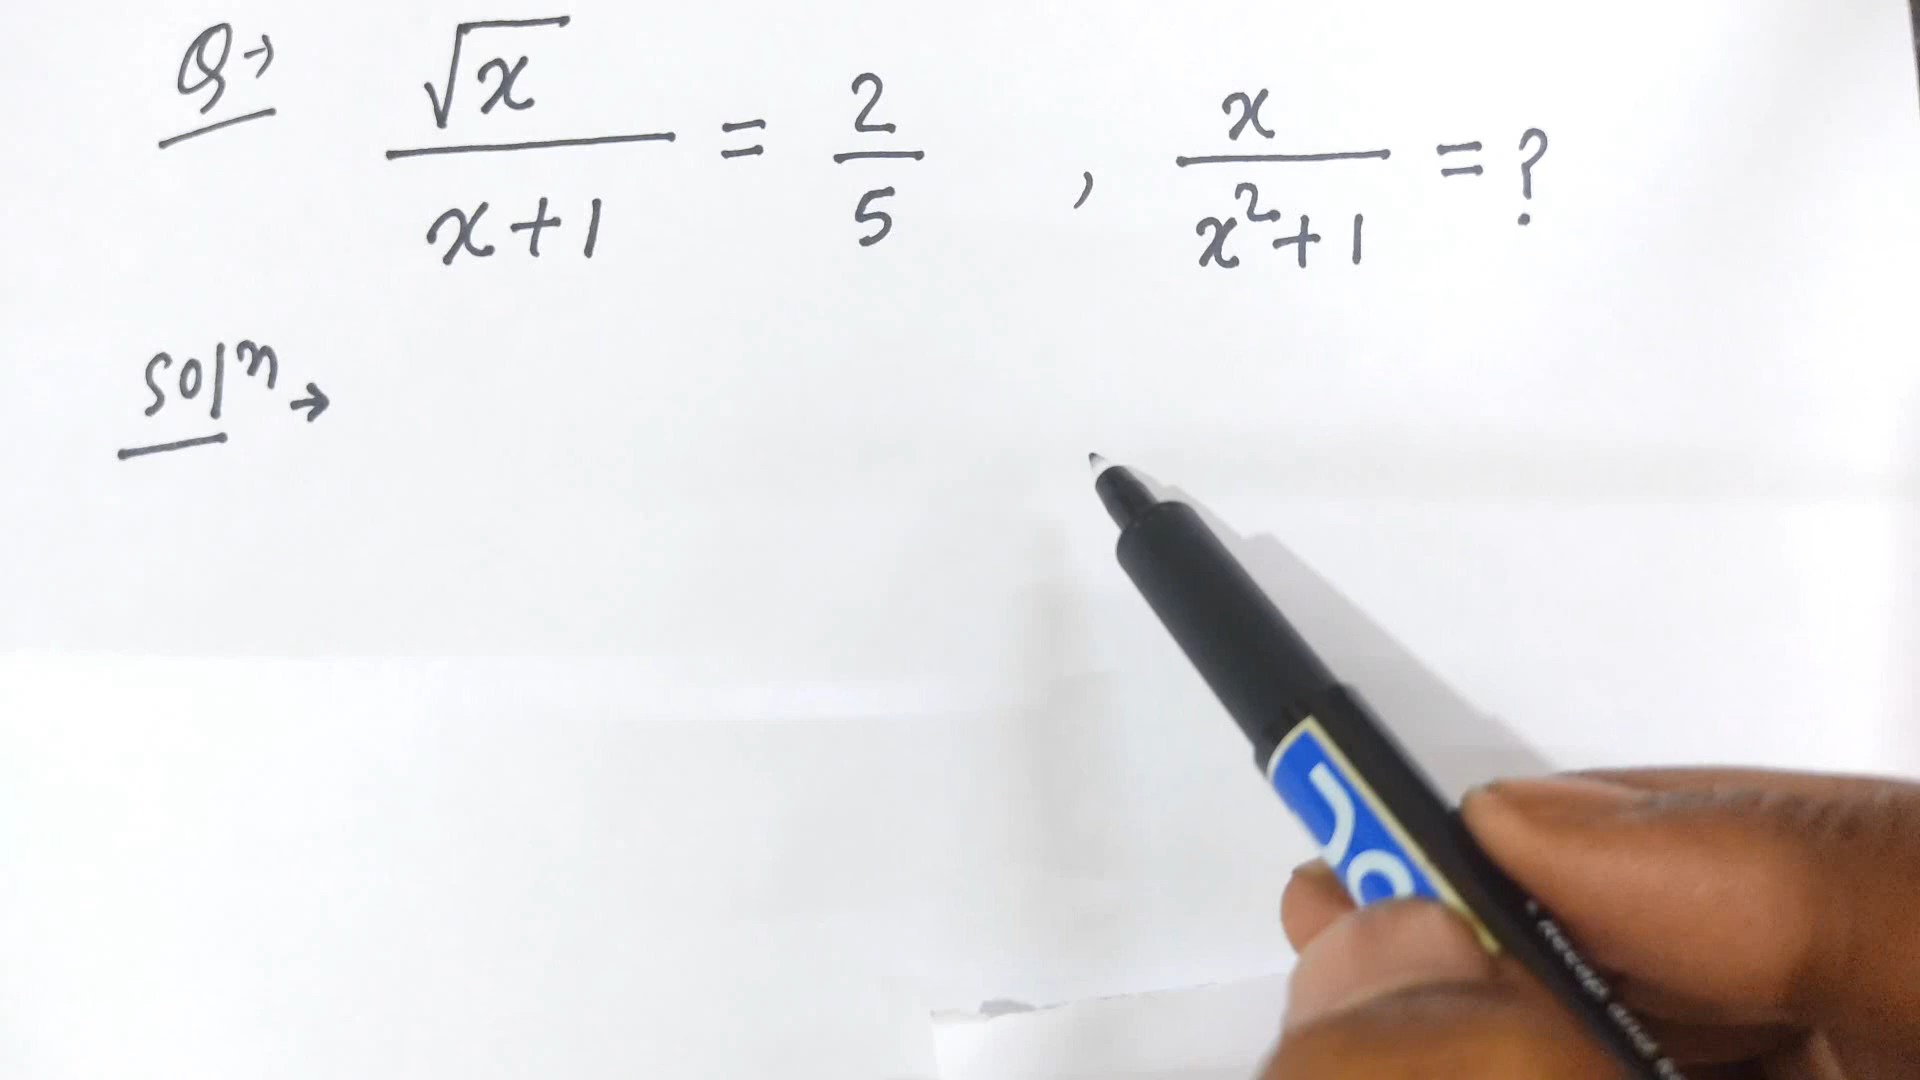 Q→ √x/(x+1) = 2/5 , x/(x²+1) = ?
Solⁿ→